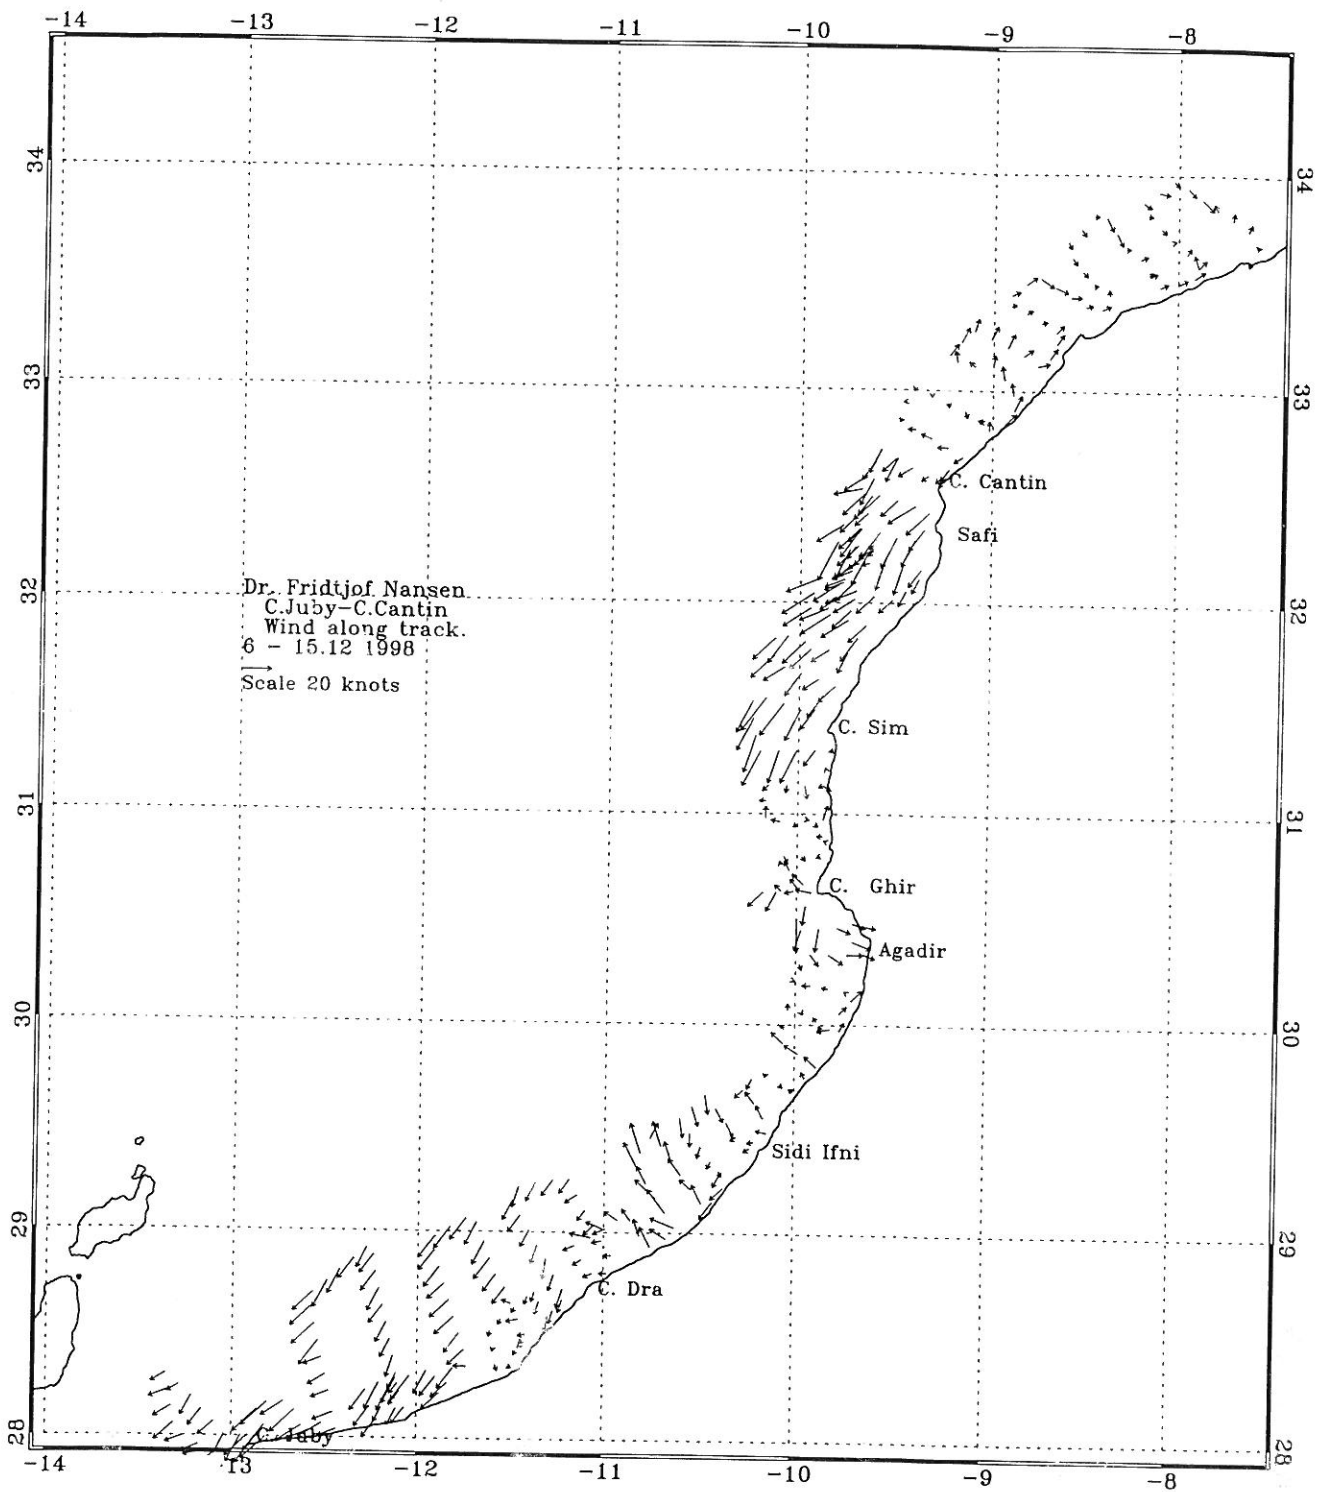 -14 -13 -12 -11 -10 -9 -8
34 34
33 33
C. Cantin
Safi
32 32
Dr. Fridtjof Nansen
C.Juby-C.Cantin
Wind along track.
6 - 15.12 1998
Scale 20 knots
C. Sim
31 31
C. Ghir
Agadir
30 30
Sidi Ifni
29 29
C. Dra
28 28
C. Juby
-14 -13 -12 -11 -10 -9 -8